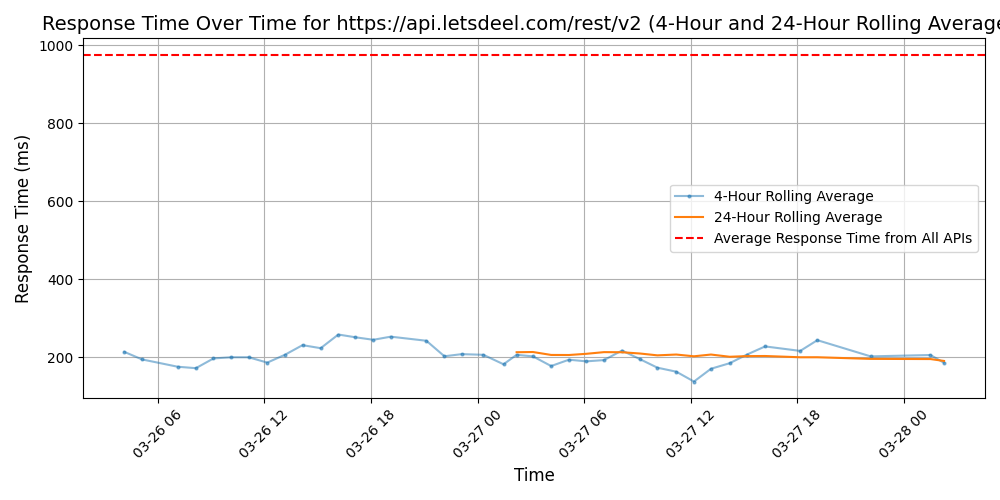 Response Time Over Time for https://api.letsdeel.com/rest/v2 (4-Hour and 24-Hour Rolling Average
1000
800
600
400
200
Response Time (ms)
4-Hour Rolling Average
24-Hour Rolling Average
Average Response Time from All APIs
03-26 06
03-26 12
03-26 18
03-27 00
03-27 06
03-27 12
03-27 18
03-28 00
Time